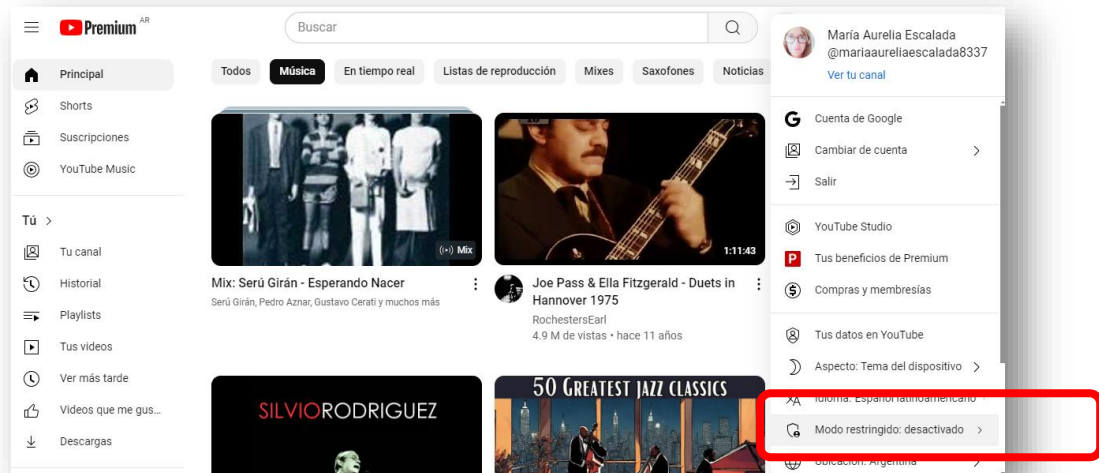 Premium AR
Buscar
Principal
Shorts
Suscripciones
YouTube Music
Tú >
Tu canal
Historial
Playlists
Tus videos
Ver más tarde
Videos que me gus...
Descargas
Todos
Música
En tiempo real
Listas de reproducción
Mixes
Saxofones
Noticias
Mix
Mix: Serú Girán - Esperando Nacer
Serú Girán, Pedro Aznar, Gustavo Cerati y muchos más
1:11:43
Joe Pass & Ella Fitzgerald - Duets in
Hannover 1975
RochestersEarl
4.9 M de vistas • hace 11 años
SILVIORODRIGUEZ
50 GREATEST JAZZ CLASSICS
María Aurelia Escalada
@mariaaureliaescalada8337
Ver tu canal
Cuenta de Google
Cambiar de cuenta
Salir
YouTube Studio
Tus beneficios de Premium
Compras y membresías
Tus datos en YouTube
Aspecto: Tema del dispositivo
Idioma: Español latinoamericano
Modo restringido: desactivado
Ubicación: Argentina